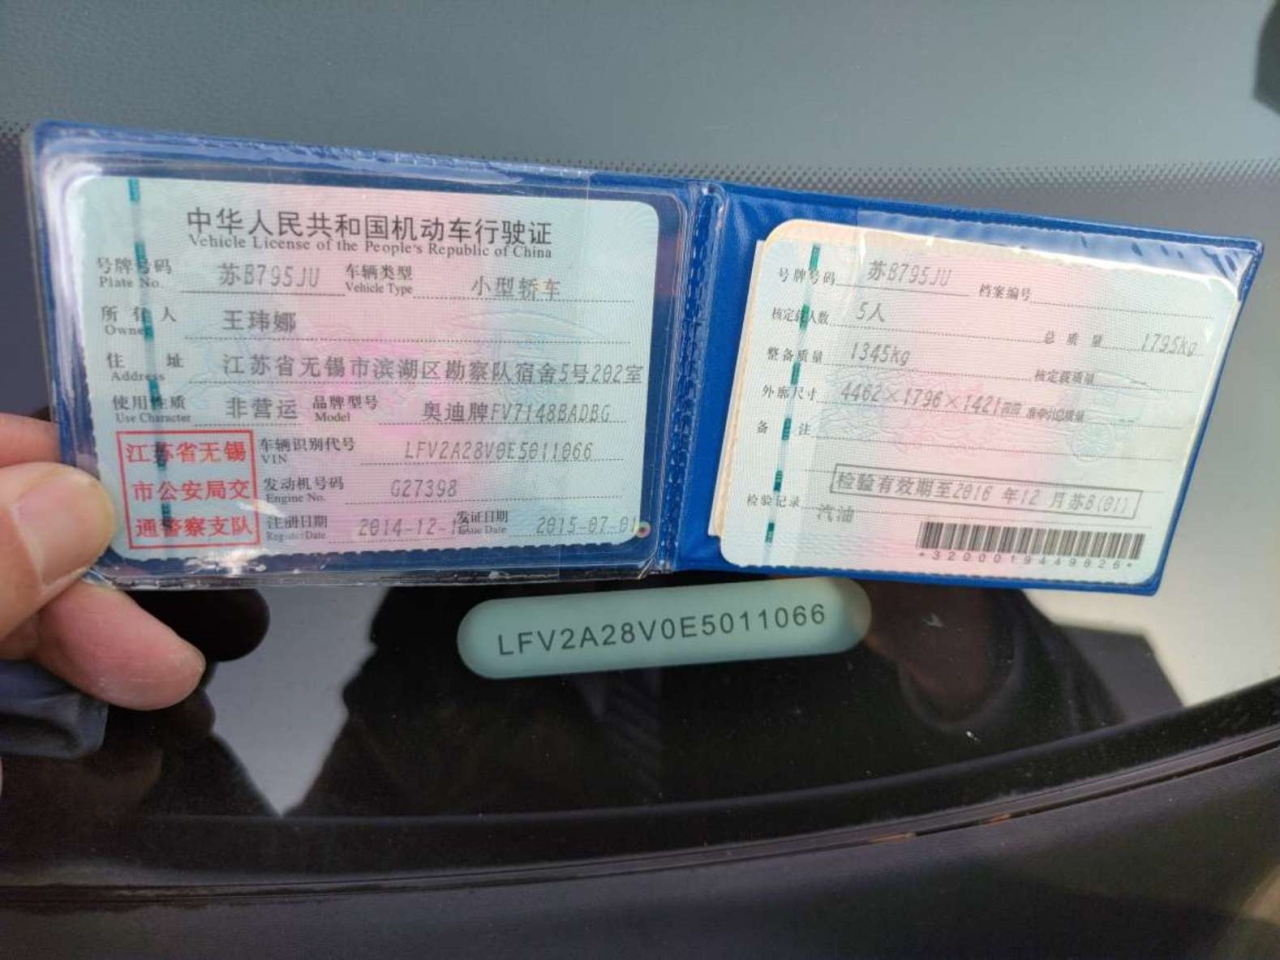 中华人民共和国机动车行驶证
Vehicle License of the People's Republic of China
号牌号码 苏B795JU 车辆类型 小型轿车
Plate No. Vehicle Type
所有人 王玮娜
Owner
住址 江苏省无锡市滨湖区勘察队宿舍5号202室
Address
使用性质 非营运 品牌型号 奥迪牌FV7148BADBG
Use Character Model
江苏省无锡
市公安局交
通警察支队
车辆识别代号 LFV2A28V0E5011066
VIN
发动机号码 G27398
Engine No.
注册日期 2014-12- 发证日期 2015-07-01
Register Date Issue Date
号牌号码 苏B795JU 档案编号
核定载人数 5人 总质量 1795kg
整备质量 1345kg 核定载质量 --
外廓尺寸 4462×1796×1421mm 准牵引总质量
备注
检验有效期至2016年12月苏B(01)
检验记录 汽油
*3200019449826*
LFV2A28V0E5011066